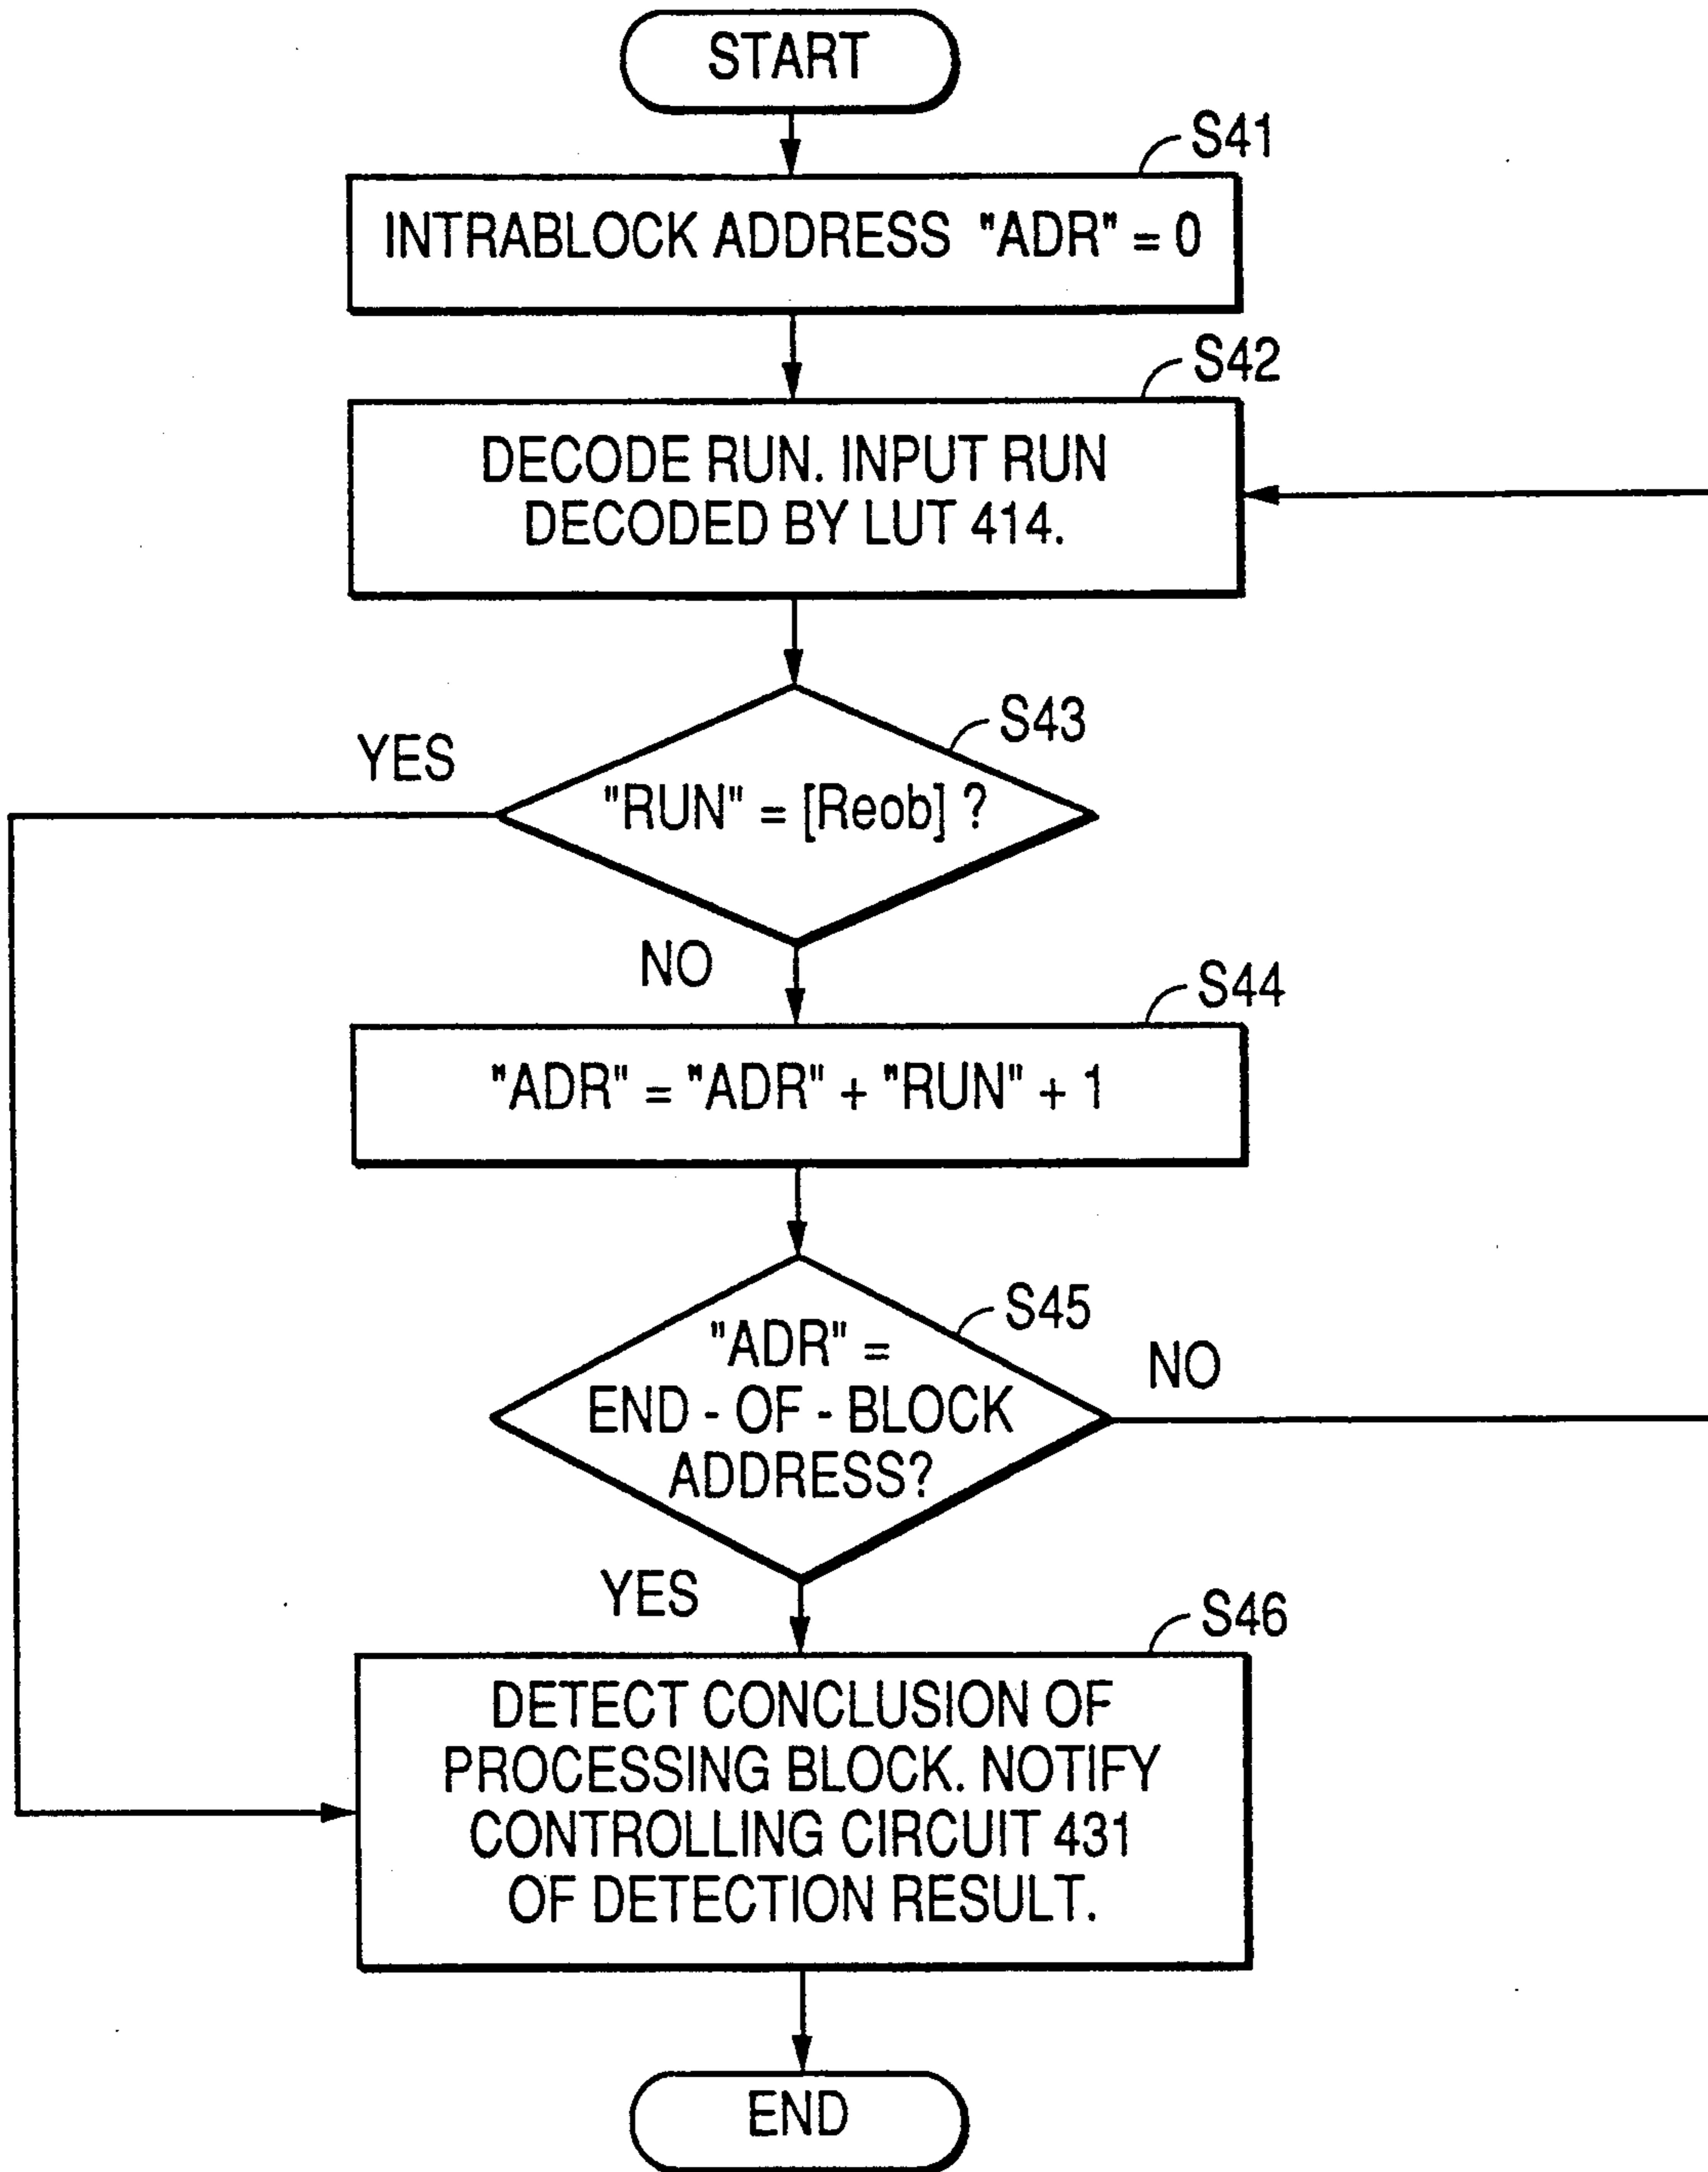 START
S41
INTRABLOCK ADDRESS "ADR" = 0
S42
DECODE RUN. INPUT RUN
DECODED BY LUT 414.
S43
YES
"RUN" = [Reob] ?
NO
S44
"ADR" = "ADR" + "RUN" + 1
S45
"ADR" =
END - OF - BLOCK
ADDRESS?
NO
YES
S46
DETECT CONCLUSION OF
PROCESSING BLOCK. NOTIFY
CONTROLLING CIRCUIT 431
OF DETECTION RESULT.
END